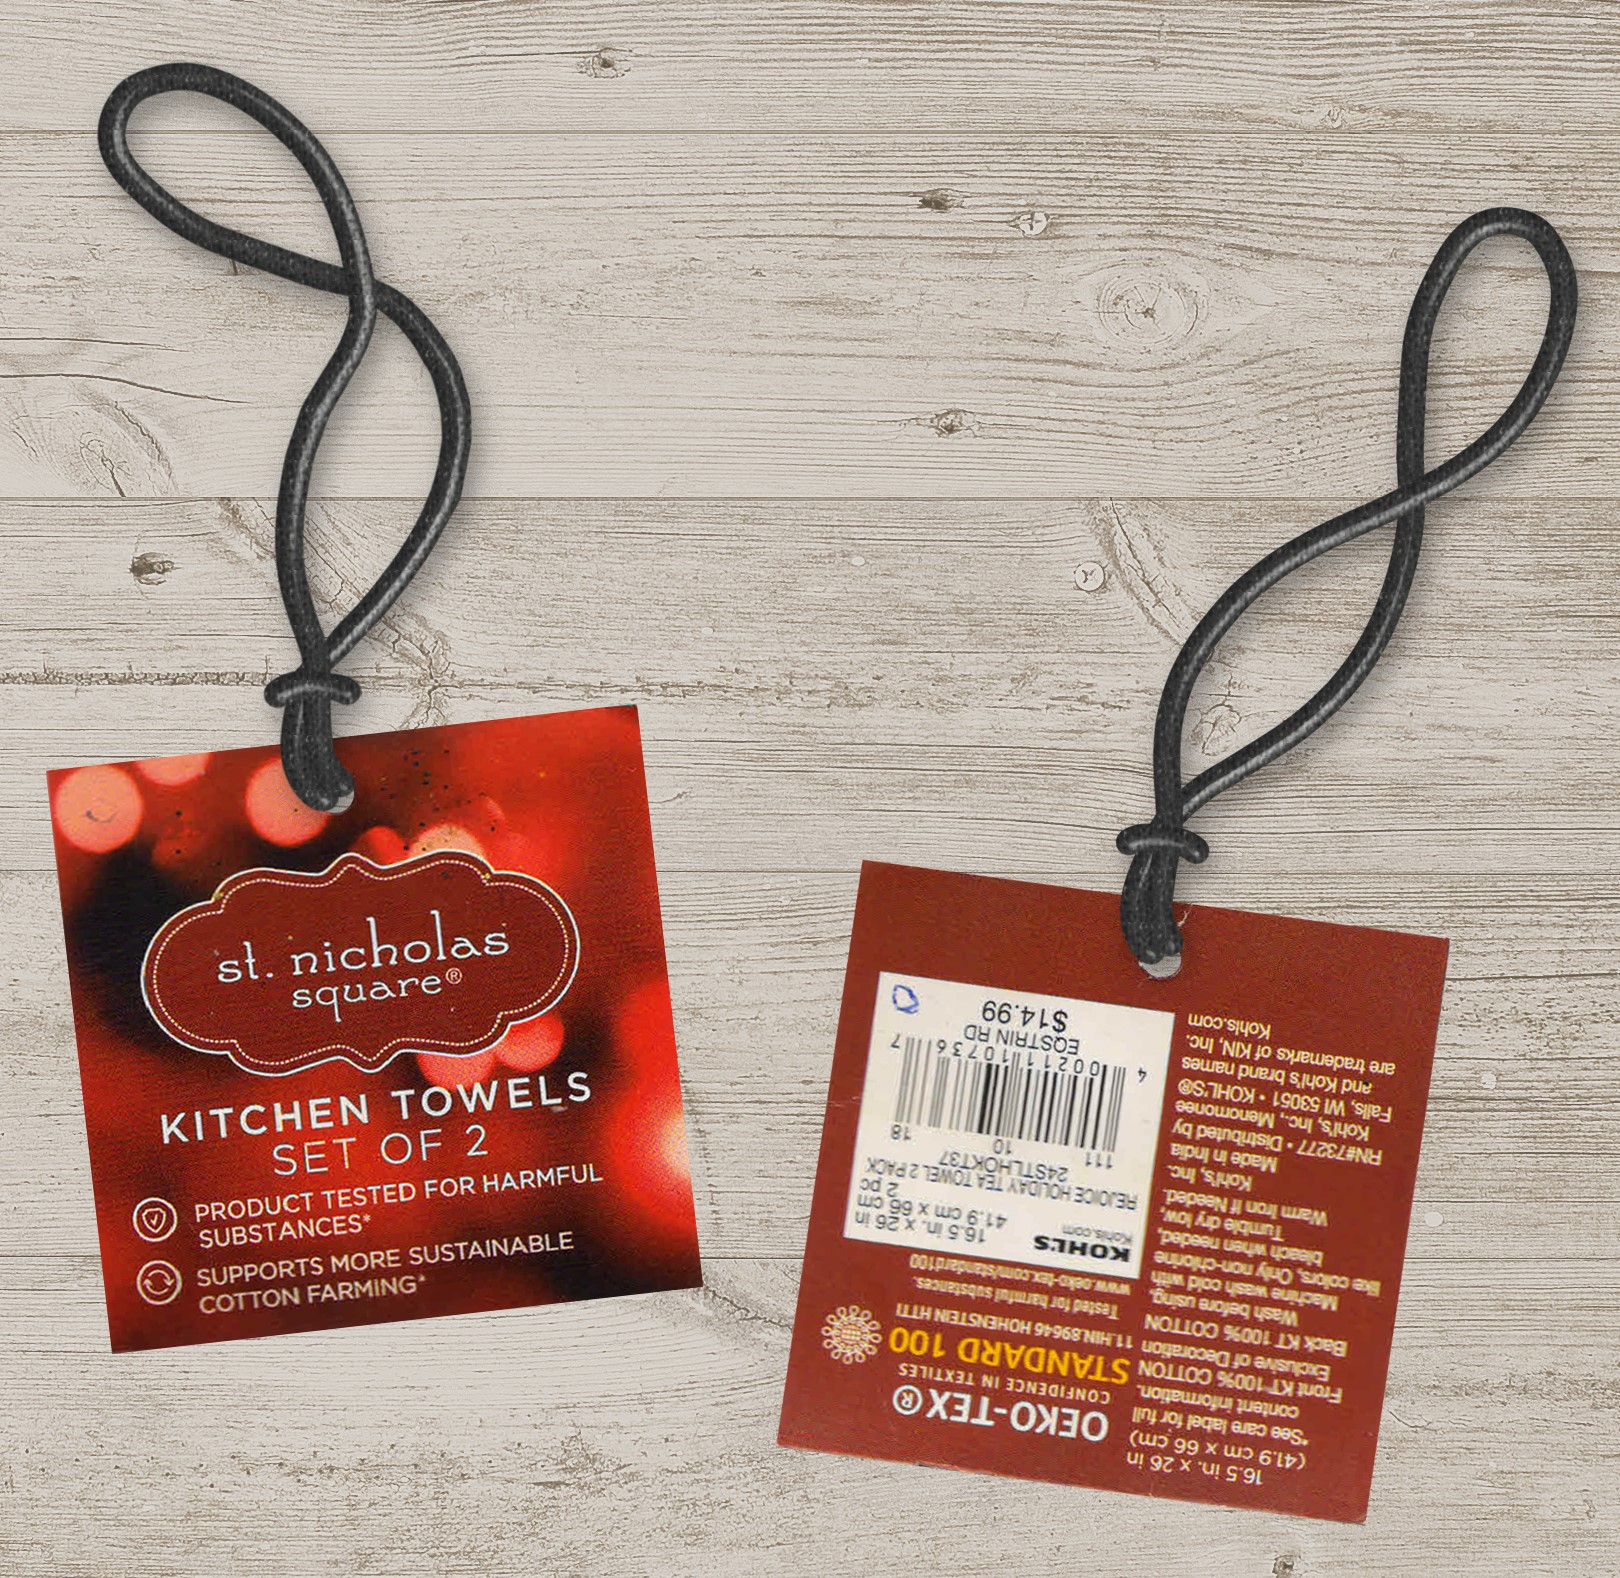 st. nicholas
square®
KITCHEN TOWELS
SET OF 2
PRODUCT TESTED FOR HARMFUL
SUBSTANCES*
SUPPORTS MORE SUSTAINABLE
COTTON FARMING*
16.5 in. x 26 in
(41.9 cm x 66 cm)
*See care label for full
content information.
Front KT 100% COTTON
Exclusive of Decoration
Back KT 100% COTTON
Wash before using.
Machine wash cold with
like colors. Only non-chlorine
bleach when needed.
Tumble dry low,
Warm Iron If Needed.
Kohl's, Inc.
Made in India
RN#73277 • Distributed by
Kohl's, Inc., Menomonee
Falls, WI 53051 • KOHL'S®
and Kohl's brand names
are trademarks of KIN, Inc.
Kohls.com
OEKO-TEX®
CONFIDENCE IN TEXTILES
STANDARD 100
11.HIN.89646 HOHENSTEIN HTTI
Tested for harmful substances.
www.oeko-tex.com/standard100
KOHL'S
Kohls.com
16.5 in. x 26 in
41.9 cm x 66 cm
2 pc
REJOICE HOLIDAY TEA TOWEL 2 PACK
24STLHOKT37
111 10 18
4 00211 10736 7
EQSTRIN RD
$14.99